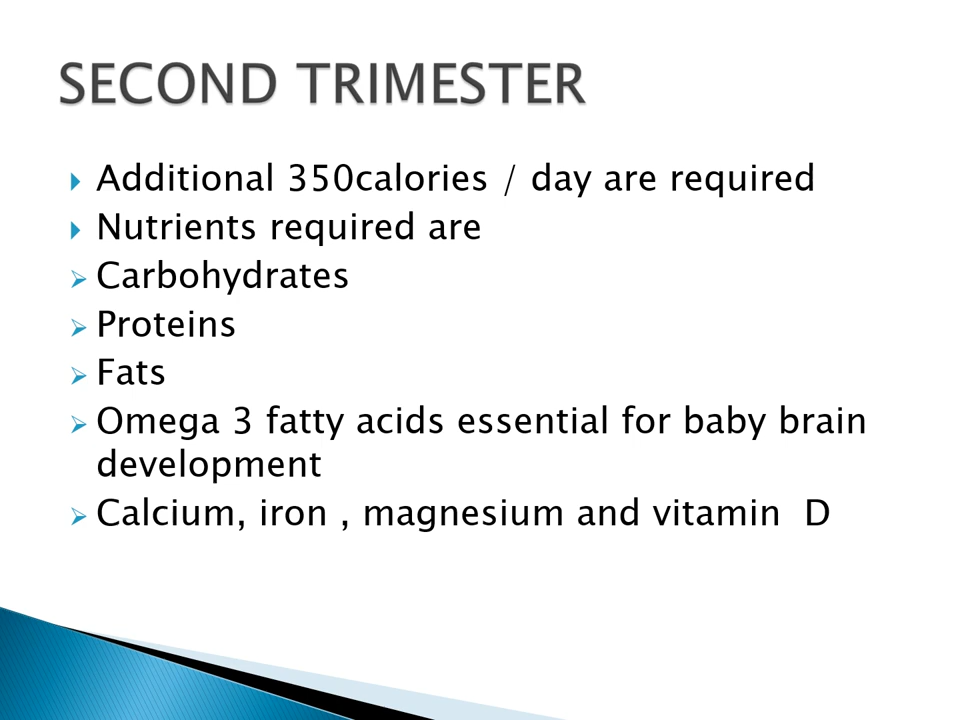 SECOND TRIMESTER
Additional 350calories / day are required
Nutrients required are
Carbohydrates
Proteins
Fats
Omega 3 fatty acids essential for baby brain
development
Calcium, iron , magnesium and vitamin  D